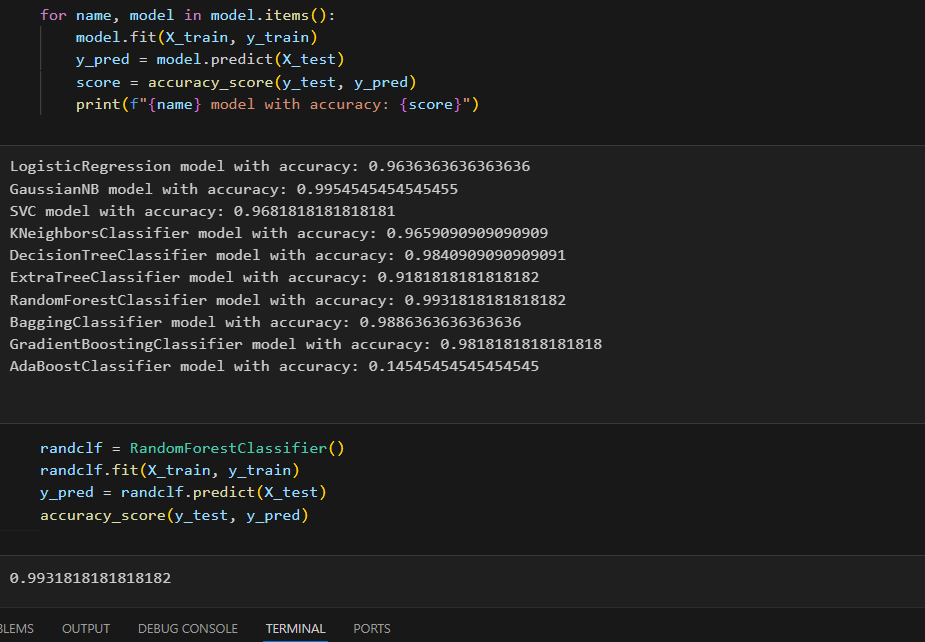 for name, model in model.items():
model.fit(X_train, y_train)
y_pred = model.predict(X_test)
score = accuracy_score(y_test, y_pred)
print(f"{name} model with accuracy: {score}")
LogisticRegression model with accuracy: 0.9636363636363636
GaussianNB model with accuracy: 0.9954545454545455
SVC model with accuracy: 0.9681818181818181
KNeighborsClassifier model with accuracy: 0.9659090909090909
DecisionTreeClassifier model with accuracy: 0.9840909090909091
ExtraTreeClassifier model with accuracy: 0.9181818181818182
RandomForestClassifier model with accuracy: 0.9931818181818182
BaggingClassifier model with accuracy: 0.9886363636363636
GradientBoostingClassifier model with accuracy: 0.9818181818181818
AdaBoostClassifier model with accuracy: 0.14545454545454545
randclf = RandomForestClassifier()
randclf.fit(X_train, y_train)
y_pred = randclf.predict(X_test)
accuracy_score(y_test, y_pred)
0.9931818181818182
BLEMS OUTPUT DEBUG CONSOLE TERMINAL PORTS